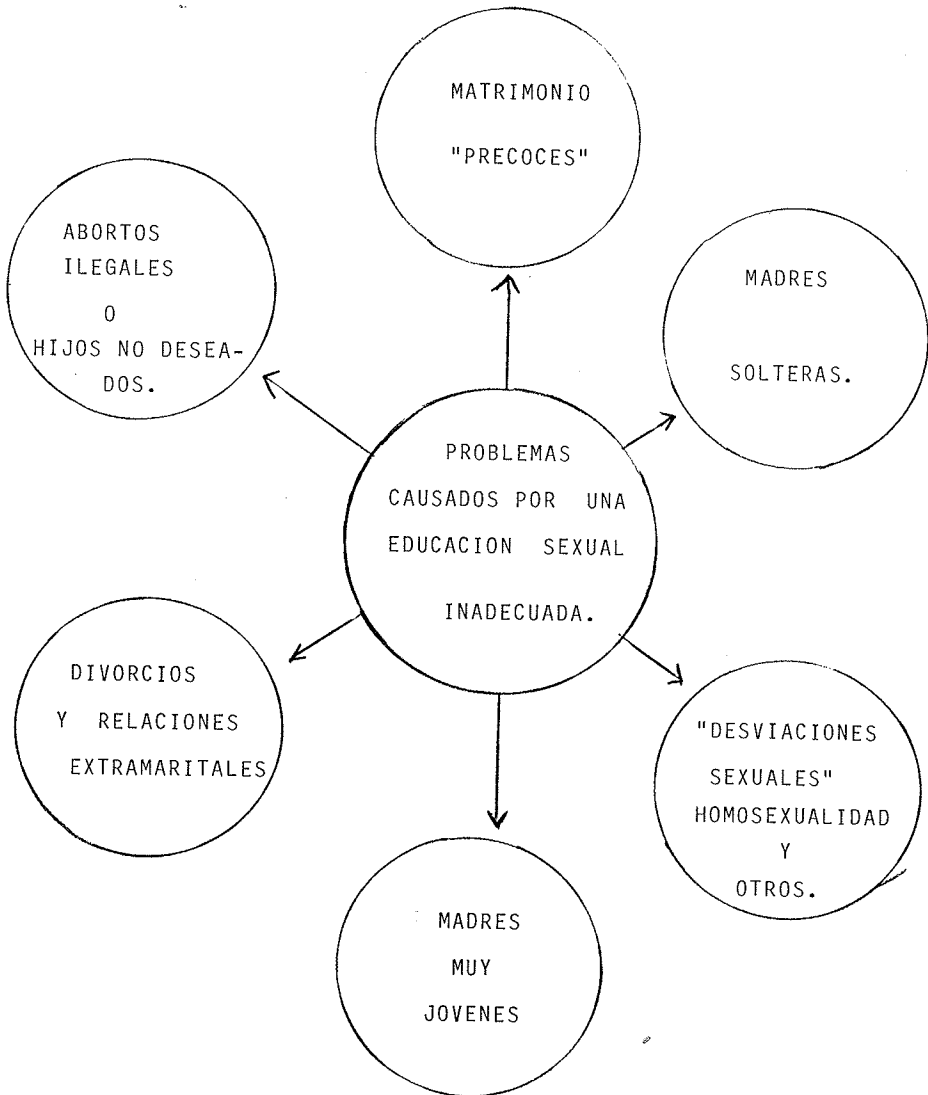 MATRIMONIO
"PRECOCES"
ABORTOS
ILEGALES
O
HIJOS NO DESEA-
DOS.
MADRES
SOLTERAS.
PROBLEMAS
CAUSADOS POR UNA
EDUCACION SEXUAL
INADECUADA.
DIVORCIOS
Y RELACIONES
EXTRAMARITALES
"DESVIACIONES
SEXUALES"
HOMOSEXUALIDAD
Y
OTROS.
MADRES
MUY
JOVENES